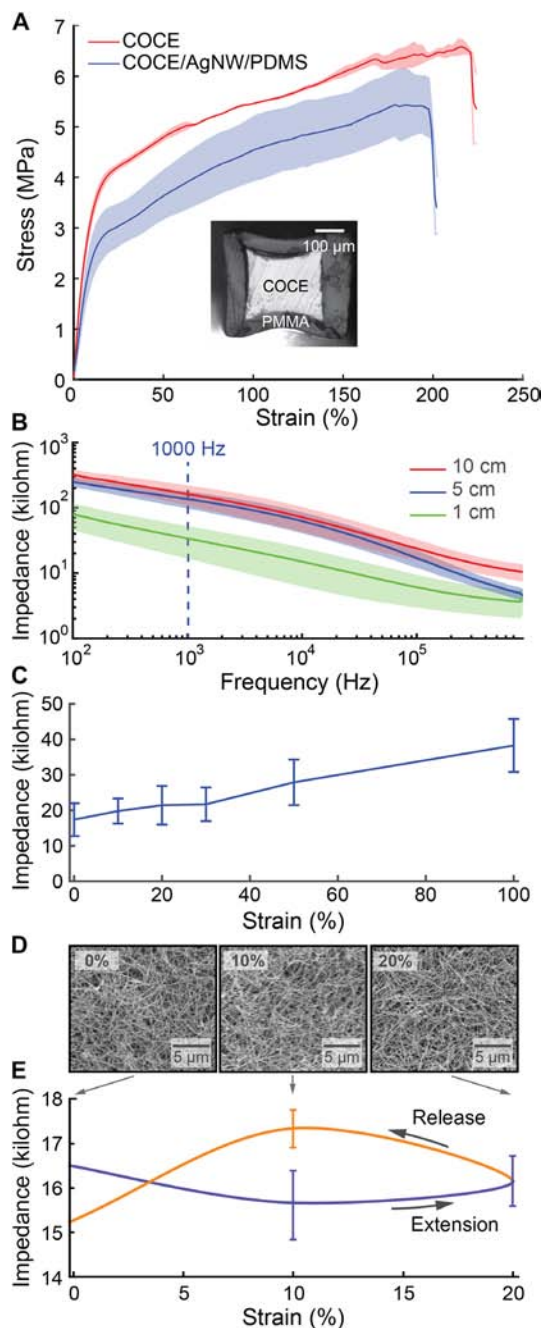 A
COCE
COCE/AgNW/PDMS
7
6
5
4
3
2
1
0
Stress (MPa)
100 µm
COCE
PMMA
0 50 100 150 200 250
Strain (%)
B
1000 Hz
10 cm
5 cm
1 cm
10³
10²
10¹
10⁰
Impedance (kilohm)
10² 10³ 10⁴ 10⁵
Frequency (Hz)
C
50
40
30
20
10
0
Impedance (kilohm)
0 20 40 60 80 100
Strain (%)
D
0% 10% 20%
5 µm 5 µm 5 µm
E
18
17
16
15
14
Impedance (kilohm)
Release
Extension
0 5 10 15 20
Strain (%)